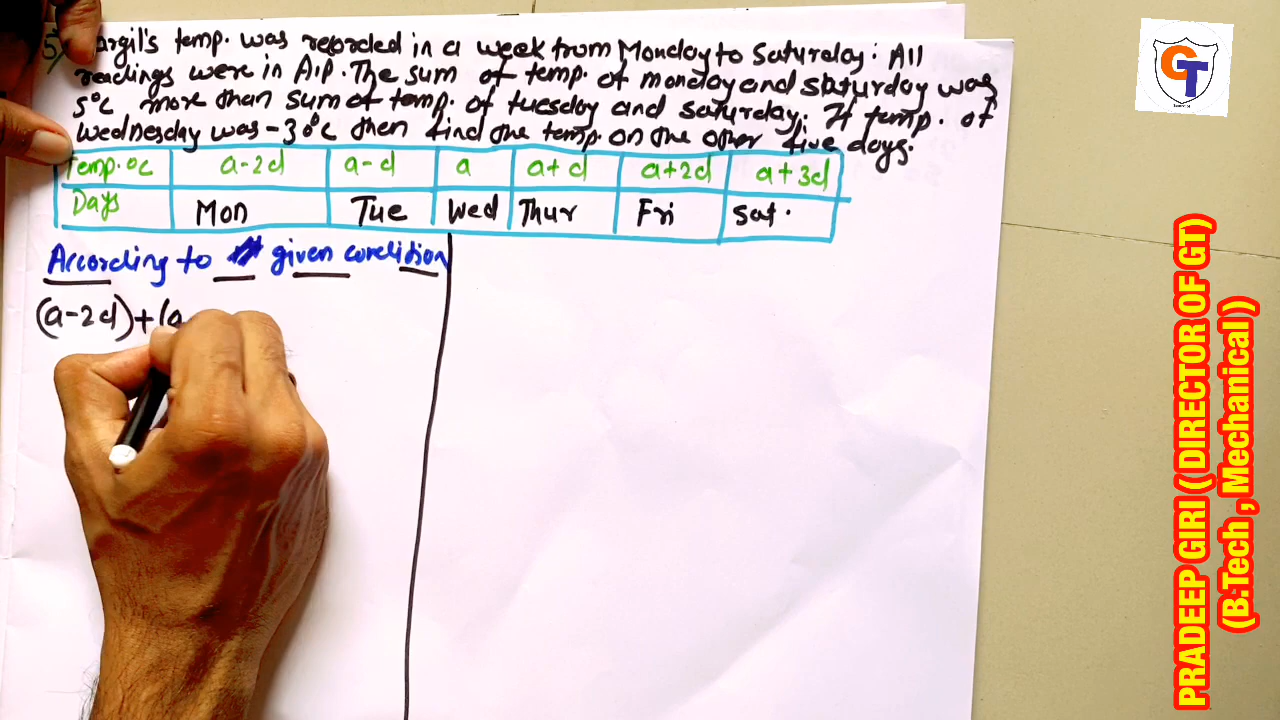 5) argil's temp. was recorded in a week from Monday to Saturday: All
readings were in A.P. The sum of temp. of monday and saturday was
5°C more than sum of temp. of tuesday and saturday. If temp. of
wednesday was -30°C then find the temp. on the other five days.
Temp.°C a-2d a-d a a+d a+2d a+3d
Days Mon Tue Wed Thur Fri Sat.
According to given condition
(a-2d)+(a
GT
PRADEEP GIRI ( DIRECTOR OF GT)
(B.Tech , Mechanical )